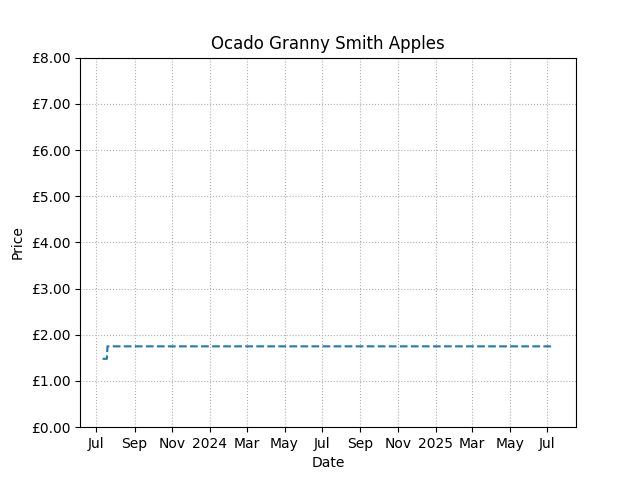 Ocado Granny Smith Apples
£8.00
£7.00
£6.00
£5.00
£4.00
£3.00
£2.00
£1.00
£0.00
Price
Jul Sep Nov 2024 Mar May Jul Sep Nov 2025 Mar May Jul
Date